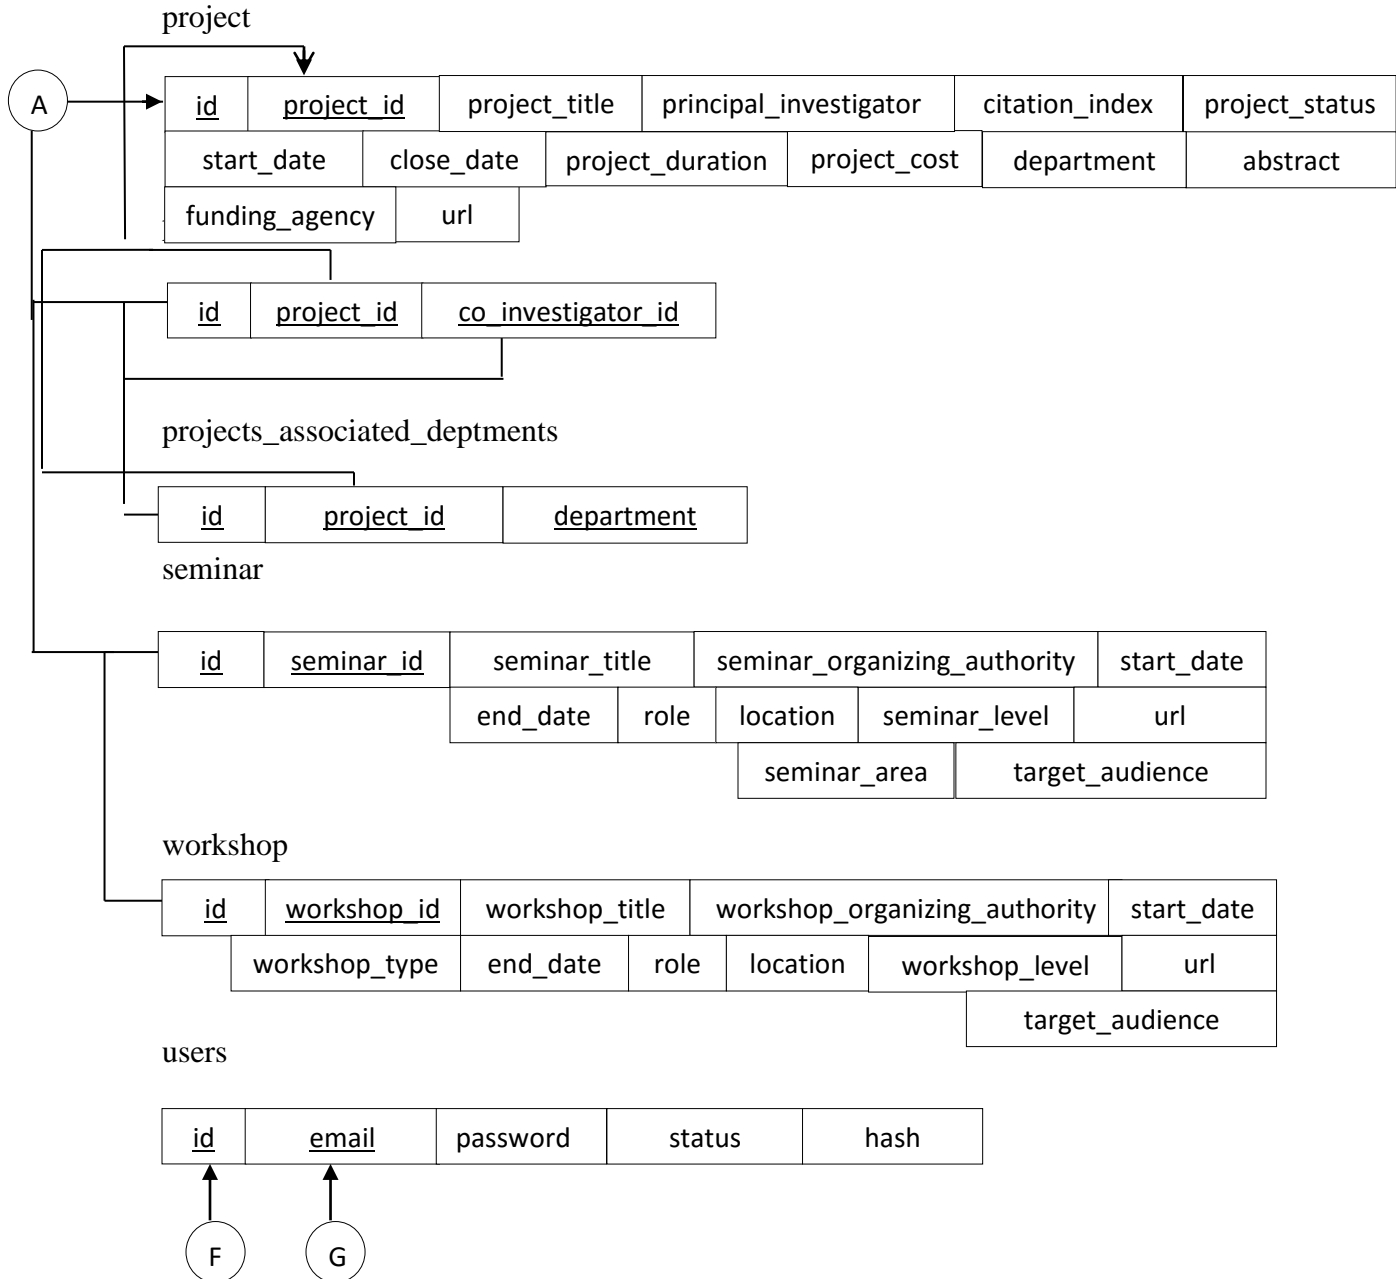 project
A
id project_id project_title principal_investigator citation_index project_status
start_date close_date project_duration project_cost department abstract
funding_agency url
id project_id co_investigator_id
projects_associated_deptments
id project_id department
seminar
id seminar_id seminar_title seminar_organizing_authority start_date
end_date role location seminar_level url
seminar_area target_audience
workshop
id workshop_id workshop_title workshop_organizing_authority start_date
workshop_type end_date role location workshop_level url
target_audience
users
id email password status hash
F G